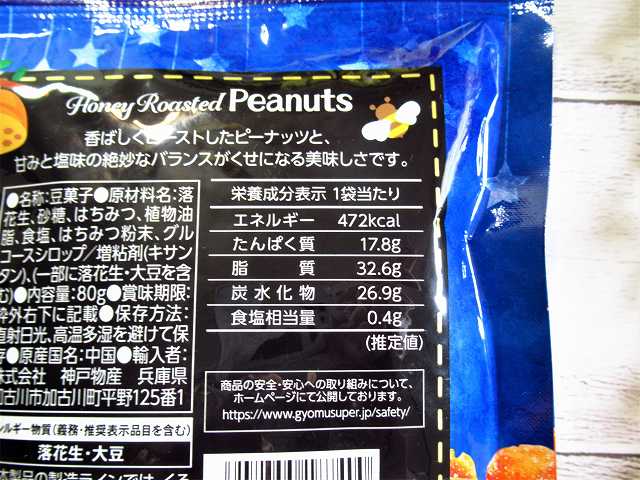 Honey Roasted Peanuts
香ばしくローストしたピーナッツと、
甘みと塩味の絶妙なバランスがくせになる美味しさです。
●名称:豆菓子●原材料名:落
花生、砂糖、はちみつ、植物油
脂、食塩、はちみつ粉末、グル
コースシロップ/増粘剤(キサン
タン)、(一部に落花生・大豆を含
む)●内容量:80g●賞味期限:
枠外右下に記載●保存方法:
直射日光、高温多湿を避けて保
存●原産国名:中国●輸入者:
株式会社 神戸物産 兵庫県
加古川市加古川町平野125番1
レルギー物質(義務・推奨表示品目を含む)
落花生・大豆
本製品の製造ラインでは、くる
栄養成分表示 1袋当たり
エネルギー 472kcal
たんぱく質 17.8g
脂質 32.6g
炭水化物 26.9g
食塩相当量 0.4g
(推定値)
商品の安全・安心への取り組みについて、
ホームページにて公開しております。
https://www.gyomusuper.jp/safety/